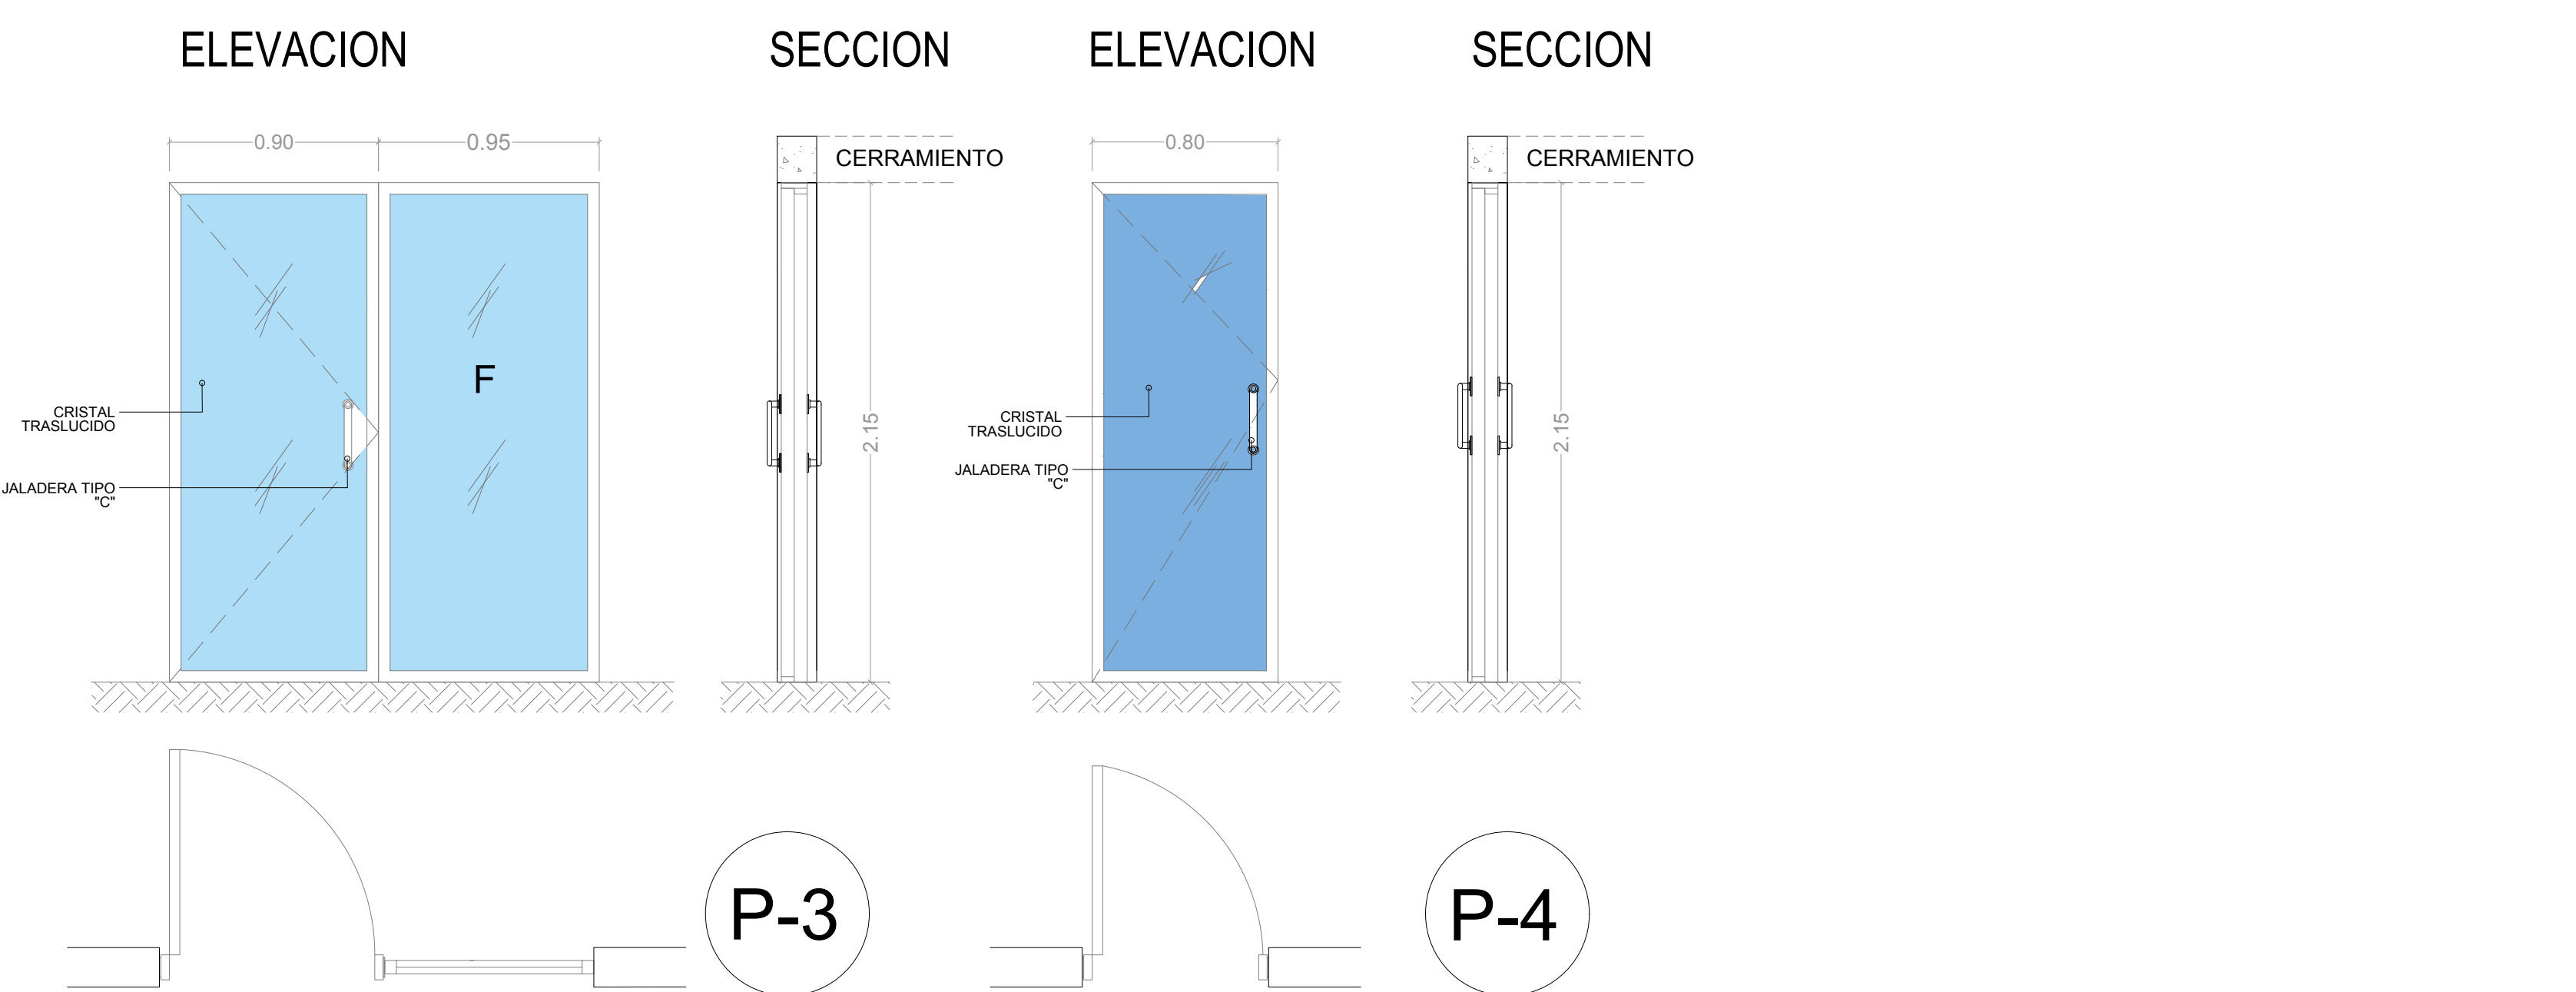 ELEVACION
SECCION
ELEVACION
SECCION
0.90
0.95
CERRAMIENTO
0.80
CERRAMIENTO
F
CRISTAL
TRASLUCIDO
JALADERA TIPO
"C"
2.15
CRISTAL
TRASLUCIDO
JALADERA TIPO
"C"
2.15
P-3
P-4